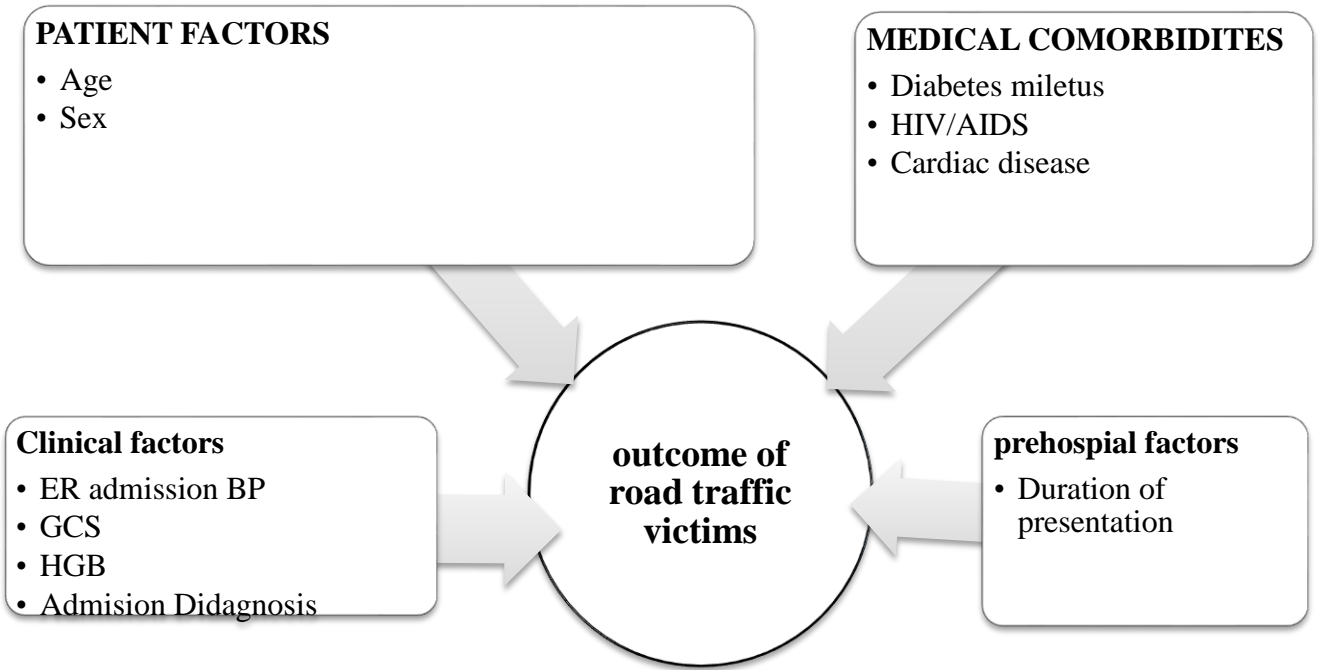 PATIENT FACTORS
• Age
• Sex
MEDICAL COMORBIDITES
• Diabetes miletus
• HIV/AIDS
• Cardiac disease
Clinical factors
• ER admission BP
• GCS
• HGB
• Admision Didagnosis
outcome of
road traffic
victims
prehospial factors
• Duration of
presentation